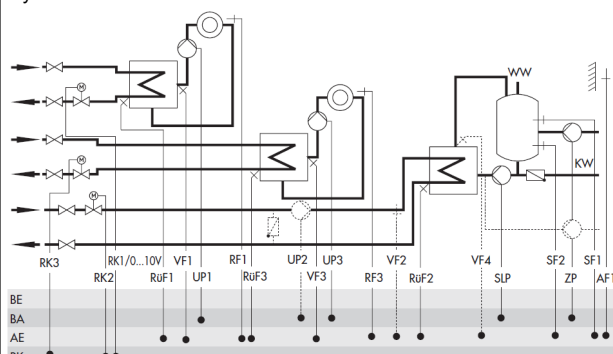 M
M
M
WW
KW
RK3 RK1/0...10V VF1 RF1 UP2 UP3 VF2 VF4 SF2 SF1
RK2 RüF1 UP1 RüF3 VF3 RF3 RüF2 SLP ZP AF1
BE
BA
AE